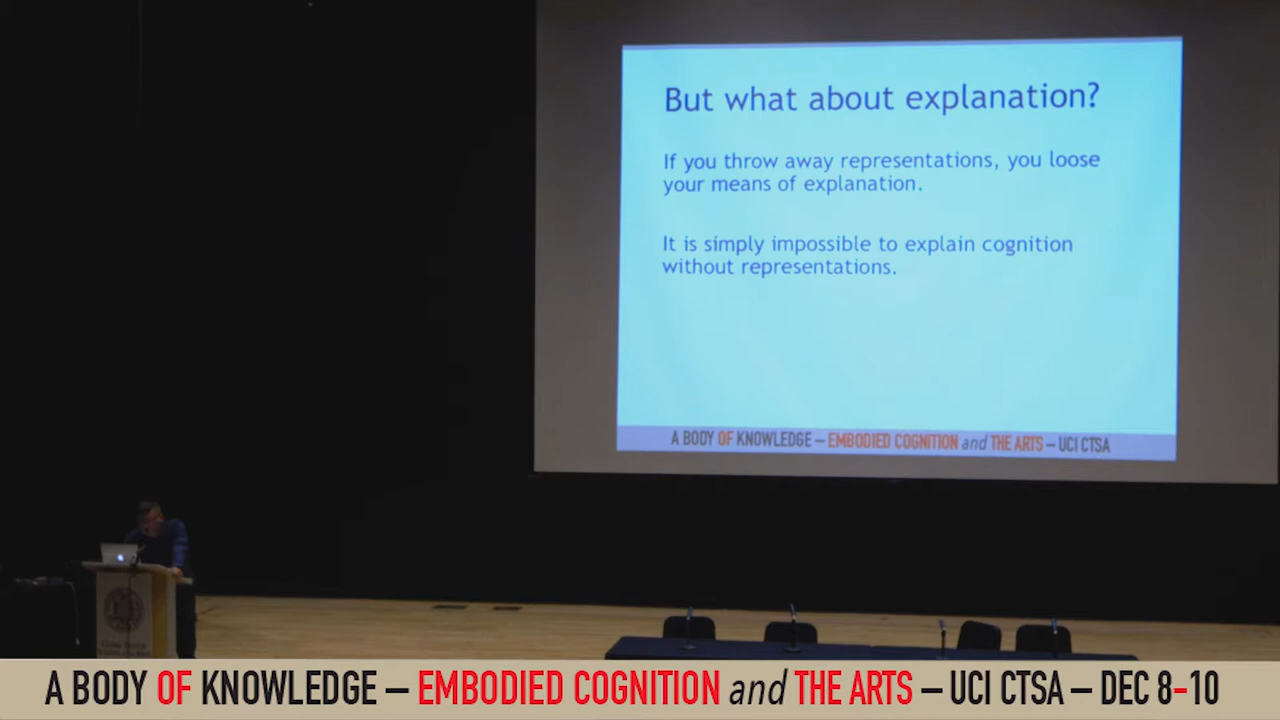 But what about explanation?
If you throw away representations, you loose
your means of explanation.
It is simply impossible to explain cognition
without representations.
A BODY OF KNOWLEDGE – EMBODIED COGNITION and THE ARTS – UCI CTSA
A BODY OF KNOWLEDGE – EMBODIED COGNITION and THE ARTS – UCI CTSA – DEC 8-10